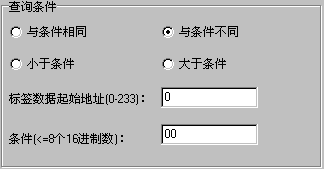 查询条件
与条件相同 与条件不同
小于条件 大于条件
标签数据起始地址(0-233)： 0
条件(<=8个16进制数)： 00